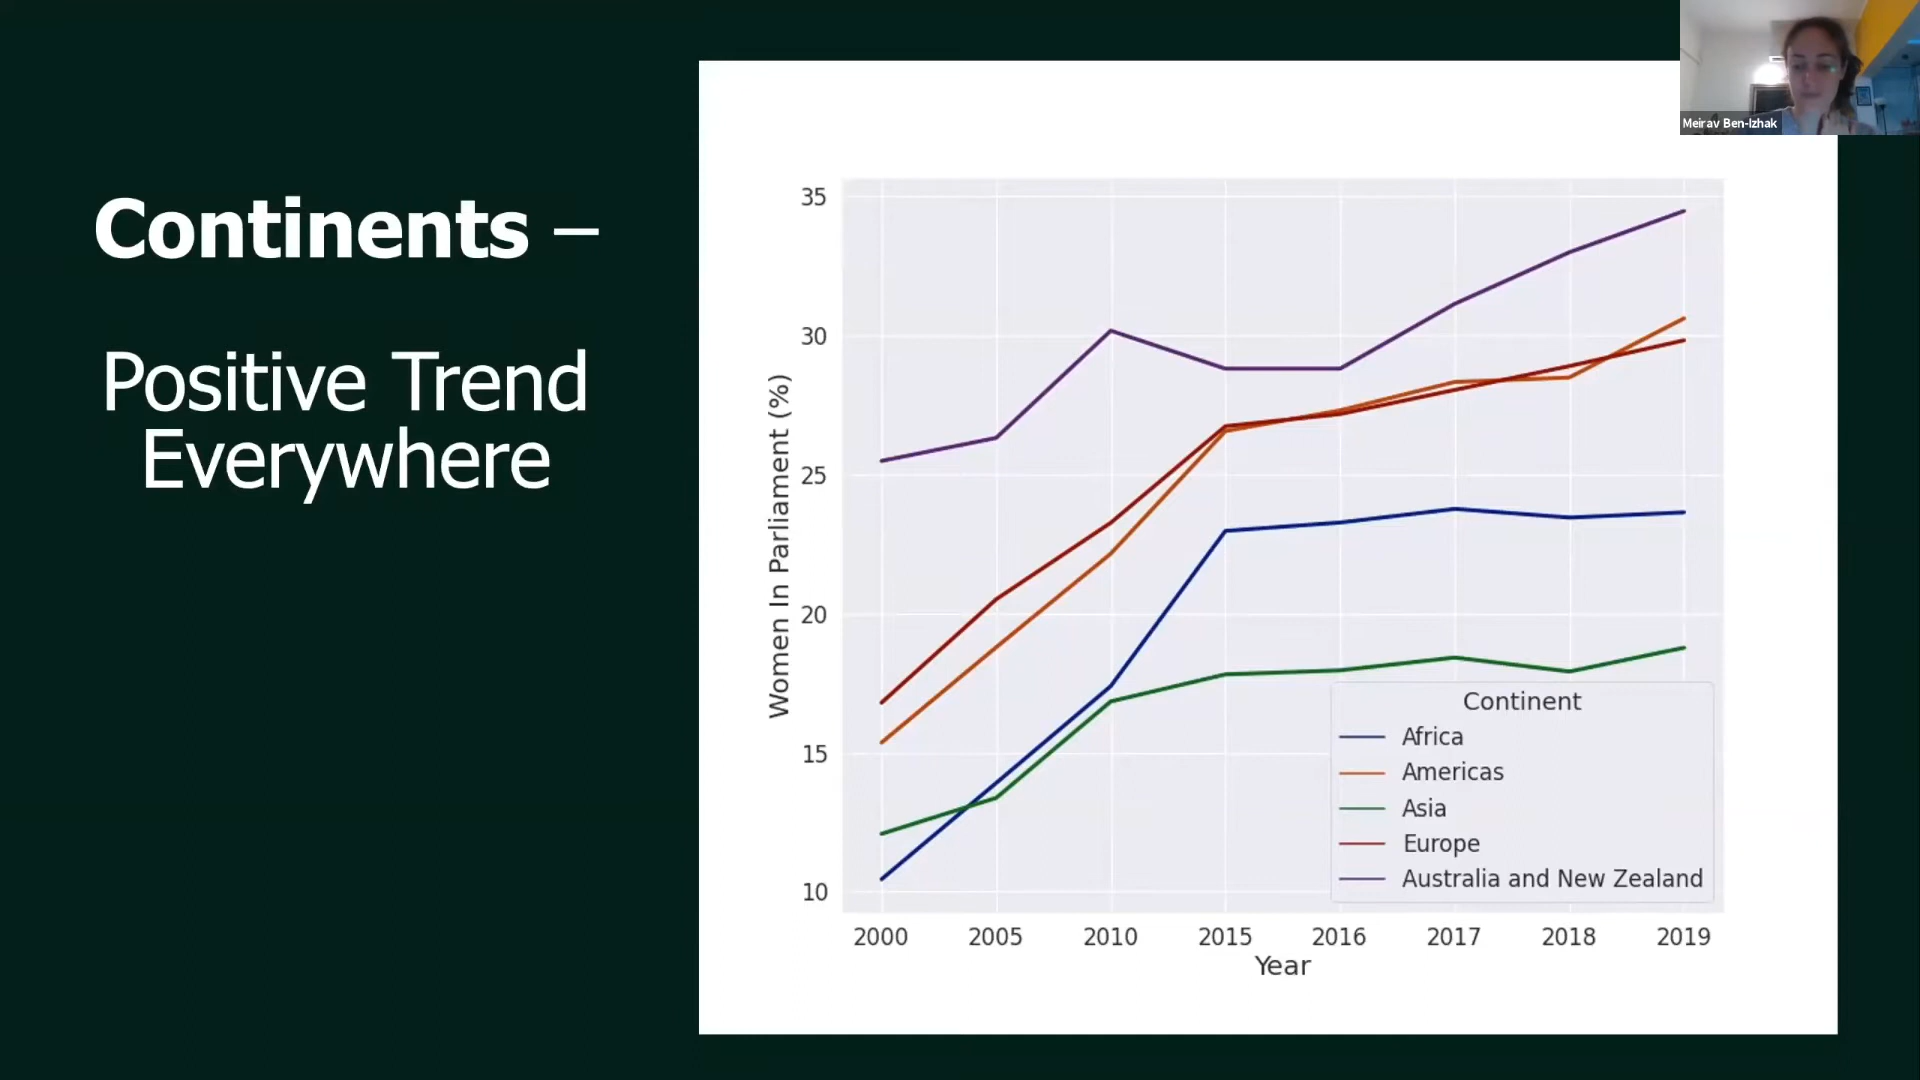 Continents –
Positive Trend
Everywhere
Meirav Ben-Izhak
35
30
25
20
15
10
Women In Parliament (%)
2000 2005 2010 2015 2016 2017 2018 2019
Year
Continent
Africa
Americas
Asia
Europe
Australia and New Zealand